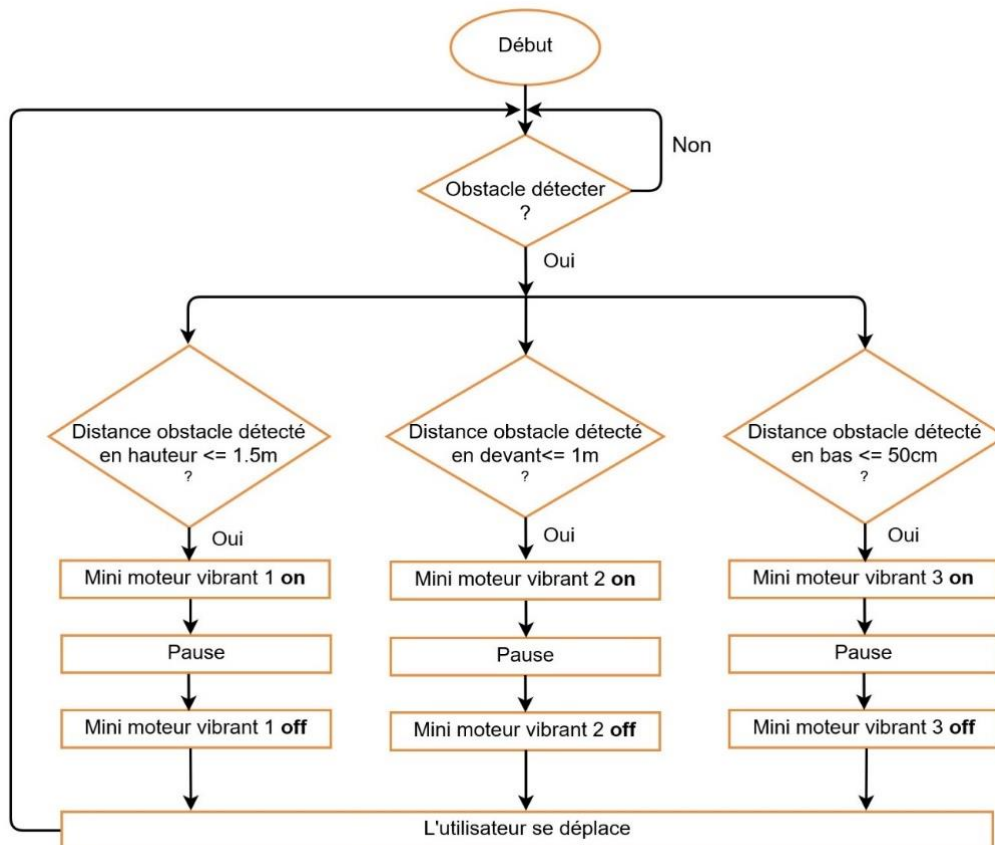 Début
Non
Obstacle détecter
?
Oui
Distance obstacle détecté
en hauteur <= 1.5m
?
Distance obstacle détecté
en devant<= 1m
?
Distance obstacle détecté
en bas <= 50cm
?
Oui
Oui
Oui
Mini moteur vibrant 1 on
Mini moteur vibrant 2 on
Mini moteur vibrant 3 on
Pause
Pause
Pause
Mini moteur vibrant 1 off
Mini moteur vibrant 2 off
Mini moteur vibrant 3 off
L'utilisateur se déplace